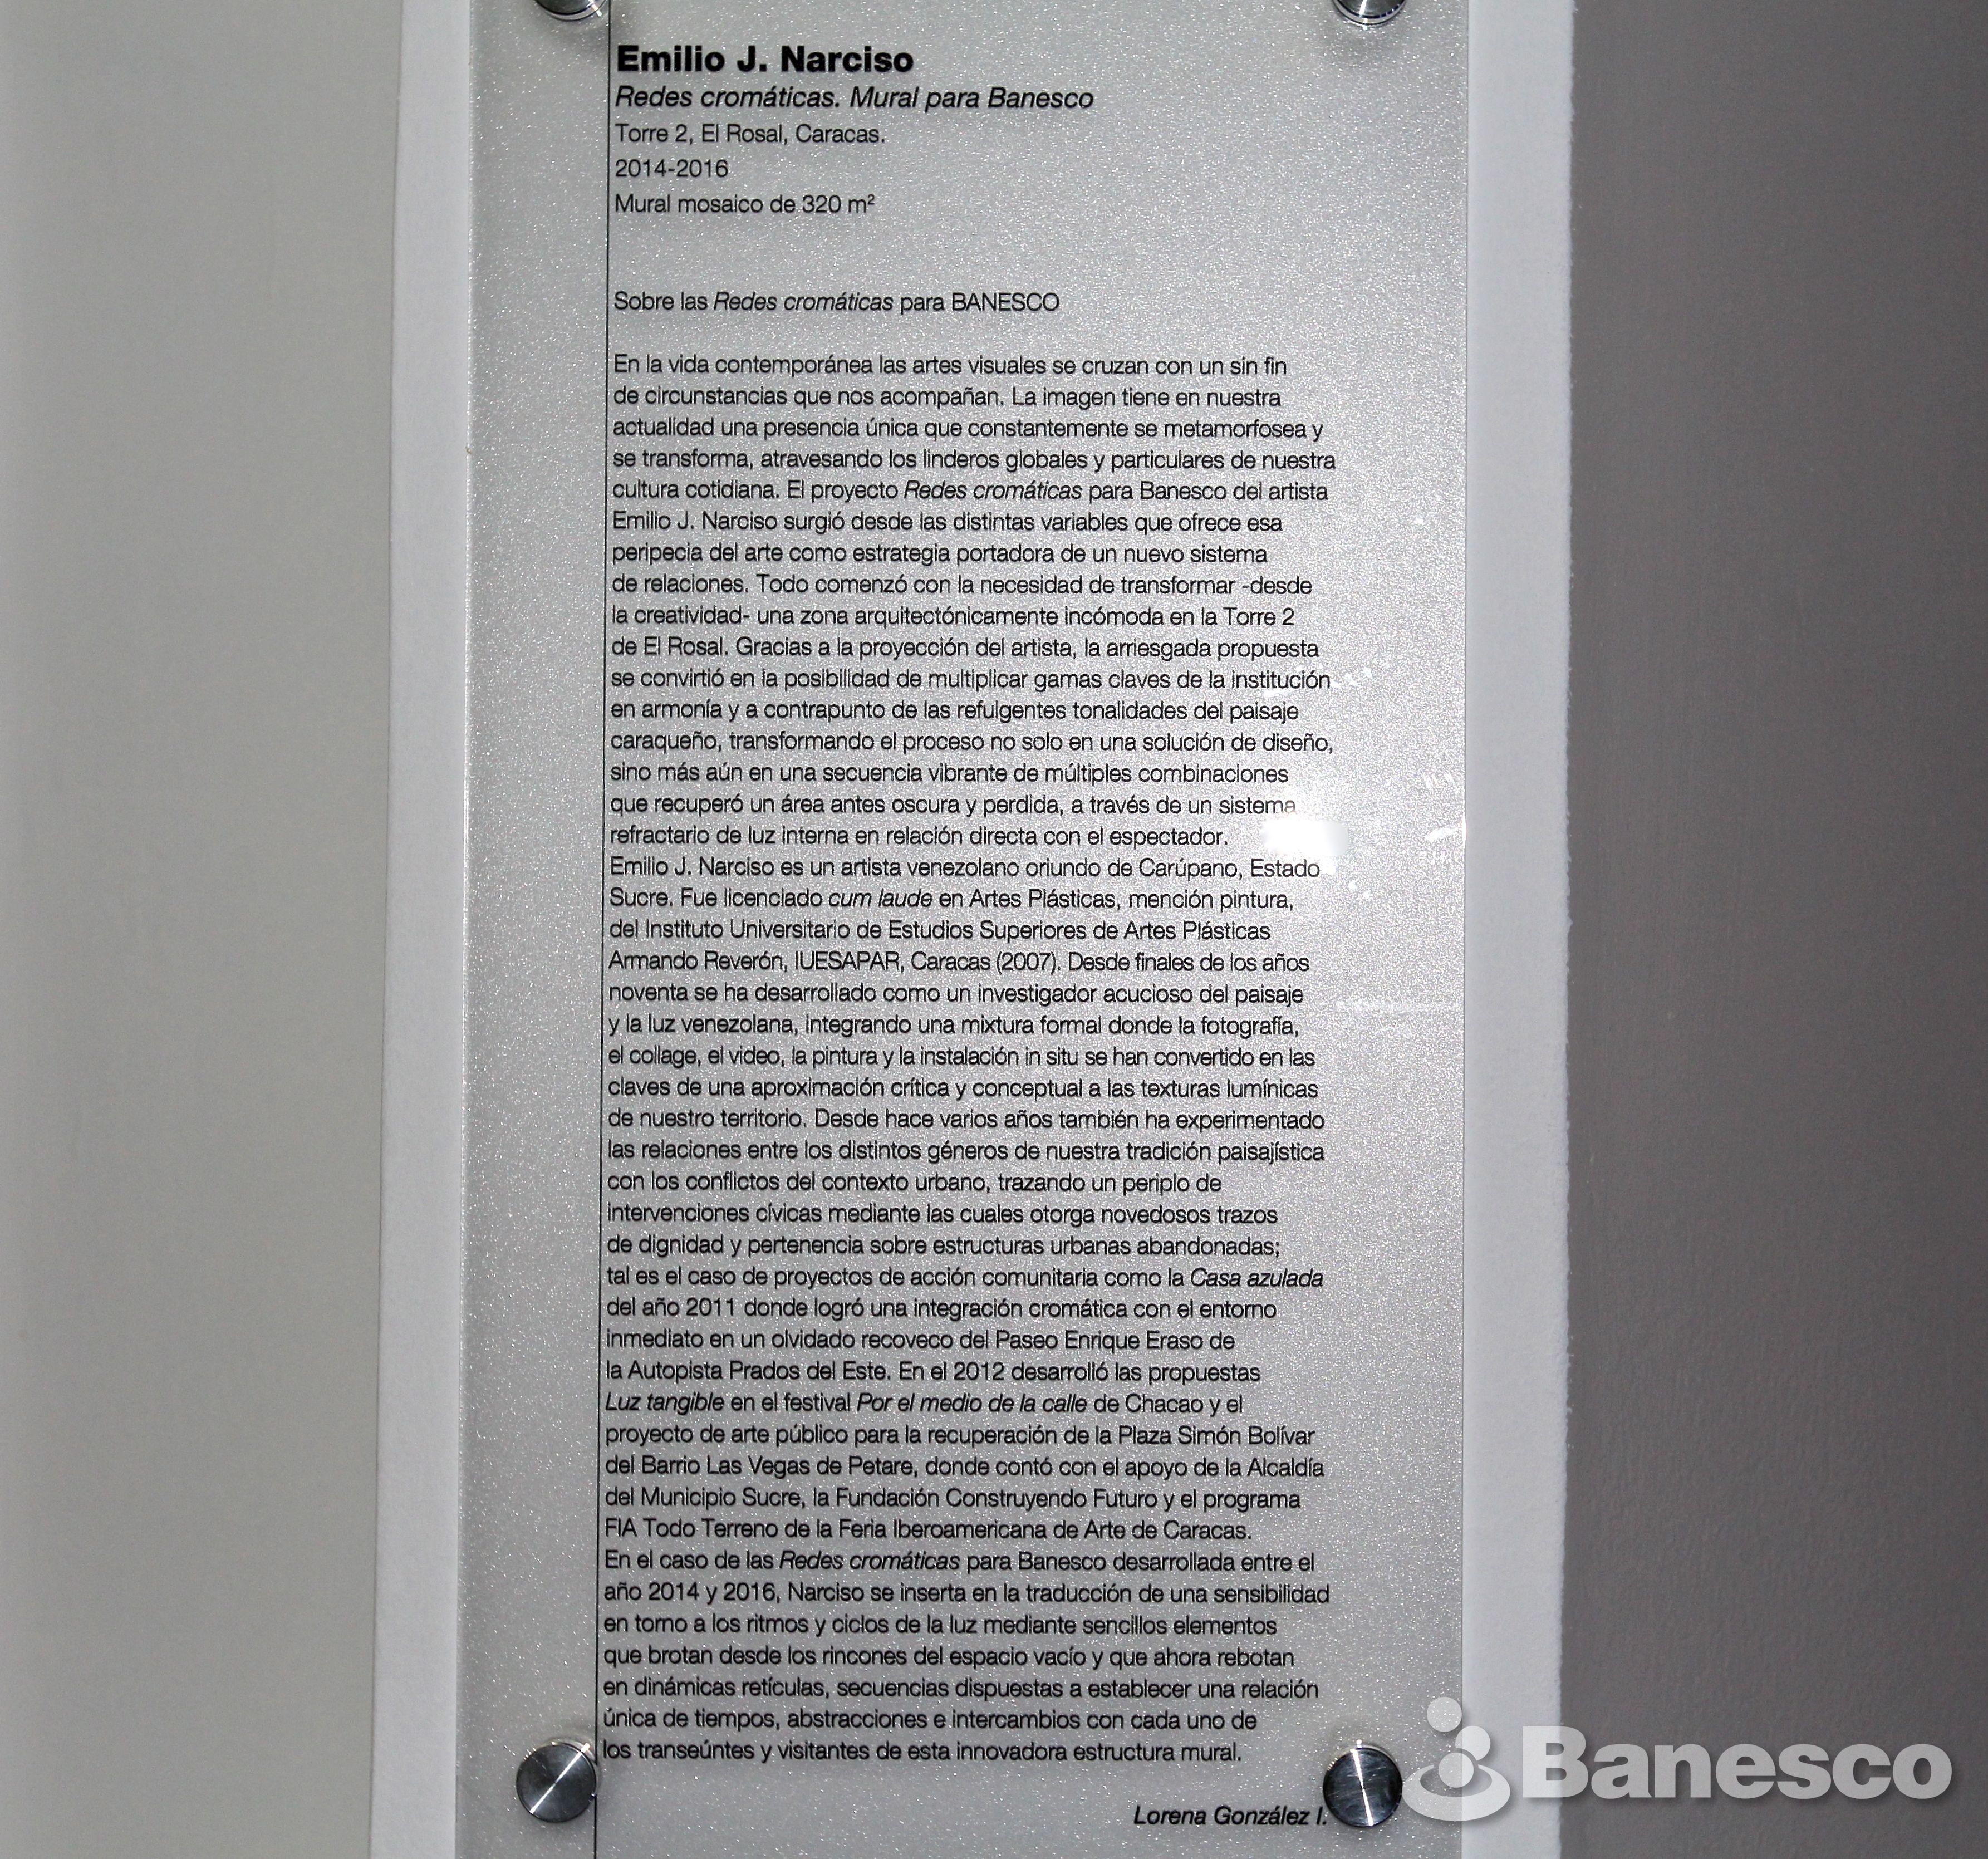 Emilio J. Narciso
Redes cromáticas. Mural para Banesco
Torre 2, El Rosal, Caracas.
2014-2016
Mural mosaico de 320 m²
Sobre las Redes cromáticas para BANESCO
En la vida contemporánea las artes visuales se cruzan con un sin fin
de circunstancias que nos acompañan. La imagen tiene en nuestra
actualidad una presencia única que constantemente se metamorfosea y
se transforma, atravesando los linderos globales y particulares de nuestra
cultura cotidiana. El proyecto Redes cromáticas para Banesco del artista
Emilio J. Narciso surgió desde las distintas variables que ofrece esa
peripecia del arte como estrategia portadora de un nuevo sistema
de relaciones. Todo comenzó con la necesidad de transformar -desde
la creatividad- una zona arquitectónicamente incómoda en la Torre 2
de El Rosal. Gracias a la proyección del artista, la arriesgada propuesta
se convirtió en la posibilidad de multiplicar gamas claves de la institución
en armonía y a contrapunto de las refulgentes tonalidades del paisaje
caraqueño, transformando el proceso no solo en una solución de diseño,
sino más aún en una secuencia vibrante de múltiples combinaciones
que recuperó un área antes oscura y perdida, a través de un sistema
refractario de luz interna en relación directa con el espectador.
Emilio J. Narciso es un artista venezolano oriundo de Carúpano, Estado
Sucre. Fue licenciado cum laude en Artes Plásticas, mención pintura,
del Instituto Universitario de Estudios Superiores de Artes Plásticas
Armando Reverón, IUESAPAR, Caracas (2007). Desde finales de los años
noventa se ha desarrollado como un investigador acucioso del paisaje
y la luz venezolana, integrando una mixtura formal donde la fotografía,
el collage, el video, la pintura y la instalación in situ se han convertido en las
claves de una aproximación crítica y conceptual a las texturas lumínicas
de nuestro territorio. Desde hace varios años también ha experimentado
las relaciones entre los distintos géneros de nuestra tradición paisajística
con los conflictos del contexto urbano, trazando un periplo de
intervenciones cívicas mediante las cuales otorga novedosos trazos
de dignidad y pertenencia sobre estructuras urbanas abandonadas;
tal es el caso de proyectos de acción comunitaria como la Casa azulada
del año 2011 donde logró una integración cromática con el entorno
inmediato en un olvidado recoveco del Paseo Enrique Eraso de
la Autopista Prados del Este. En el 2012 desarrolló las propuestas
Luz tangible en el festival Por el medio de la calle de Chacao y el
proyecto de arte público para la recuperación de la Plaza Simón Bolívar
del Barrio Las Vegas de Petare, donde contó con el apoyo de la Alcaldía
del Municipio Sucre, la Fundación Construyendo Futuro y el programa
FIA Todo Terreno de la Feria Iberoamericana de Arte de Caracas.
En el caso de las Redes cromáticas para Banesco desarrollada entre el
año 2014 y 2016, Narciso se inserta en la traducción de una sensibilidad
en torno a los ritmos y ciclos de la luz mediante sencillos elementos
que brotan desde los rincones del espacio vacío y que ahora rebotan
en dinámicas retículas, secuencias dispuestas a establecer una relación
única de tiempos, abstracciones e intercambios con cada uno de
los transeúntes y visitantes de esta innovadora estructura mural.
Lorena González I.
Banesco